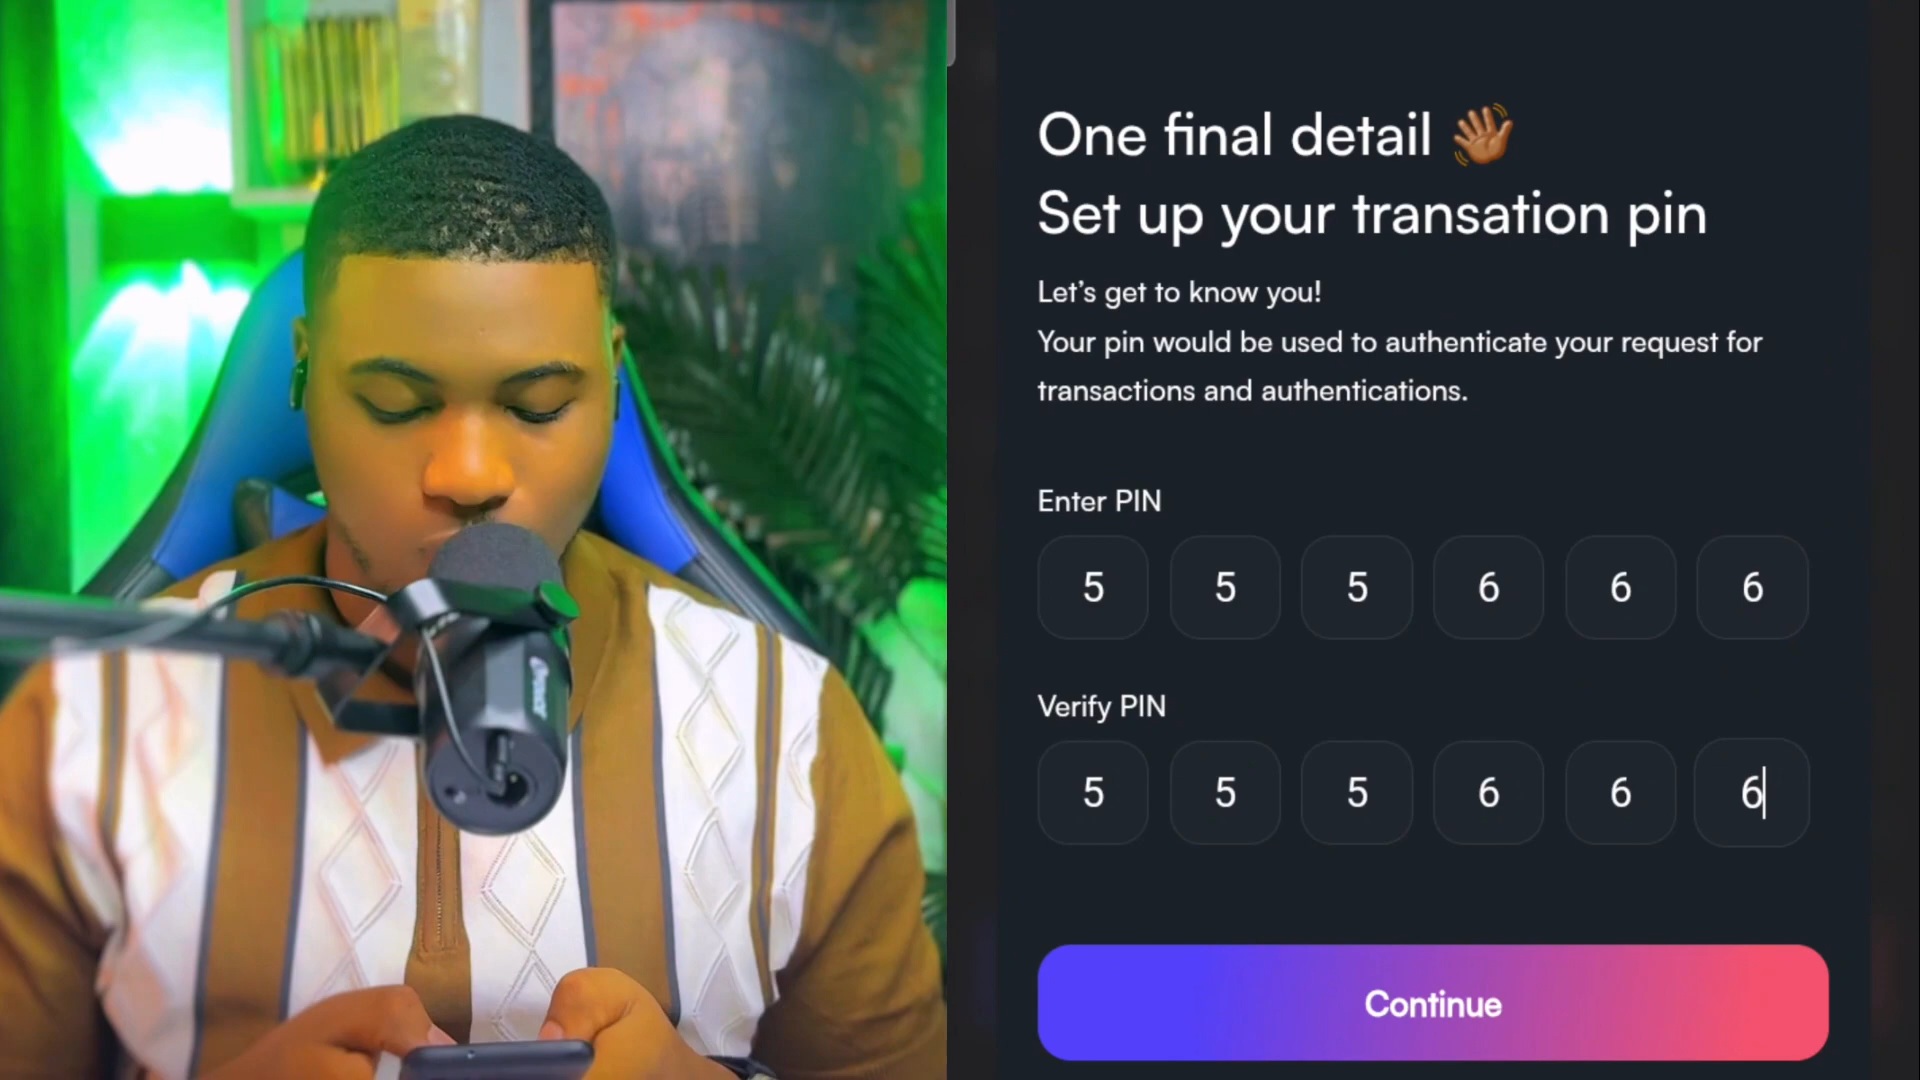 One final detail 👋🏾
Set up your transation pin
Let's get to know you!
Your pin would be used to authenticate your request for
transactions and authentications.
Enter PIN
5 5 5 6 6 6
Verify PIN
5 5 5 6 6 6
Continue